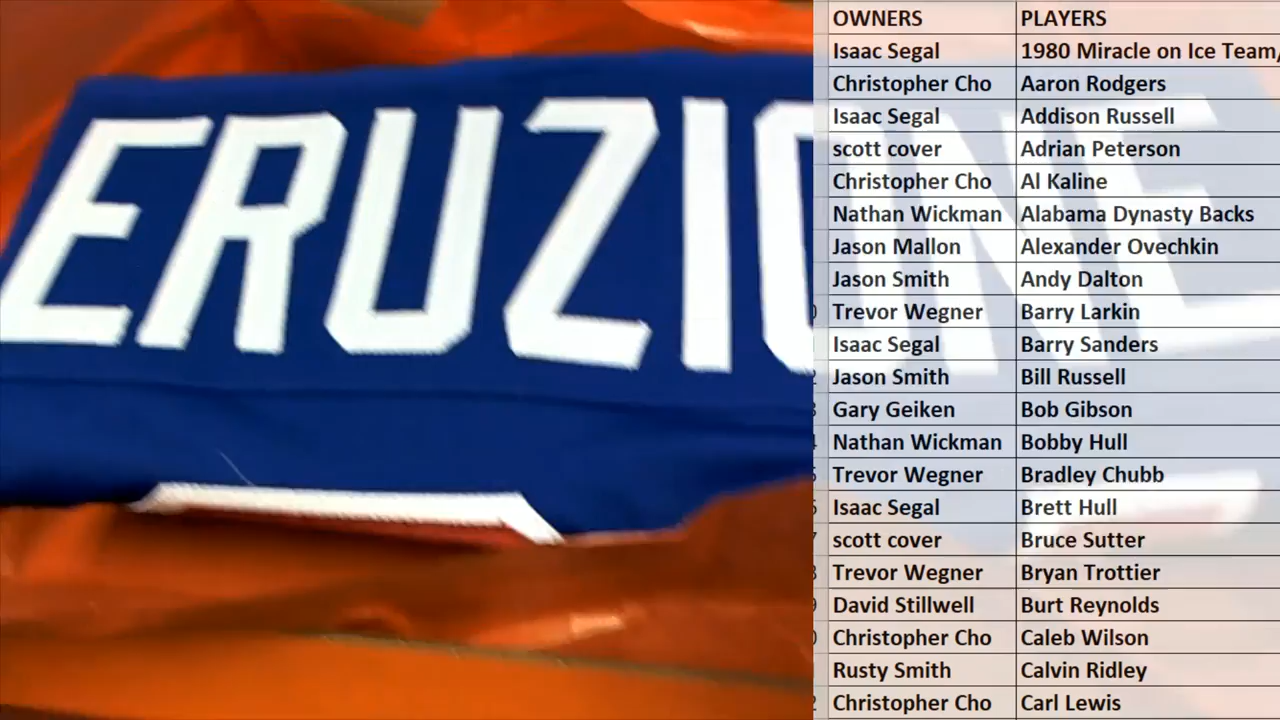 ERUZIONE
OWNERS PLAYERS
Isaac Segal 1980 Miracle on Ice Team/
Christopher Cho Aaron Rodgers
Isaac Segal Addison Russell
scott cover Adrian Peterson
Christopher Cho Al Kaline
Nathan Wickman Alabama Dynasty Backs
Jason Mallon Alexander Ovechkin
Jason Smith Andy Dalton
Trevor Wegner Barry Larkin
Isaac Segal Barry Sanders
Jason Smith Bill Russell
Gary Geiken Bob Gibson
Nathan Wickman Bobby Hull
Trevor Wegner Bradley Chubb
Isaac Segal Brett Hull
scott cover Bruce Sutter
Trevor Wegner Bryan Trottier
David Stillwell Burt Reynolds
Christopher Cho Caleb Wilson
Rusty Smith Calvin Ridley
Christopher Cho Carl Lewis